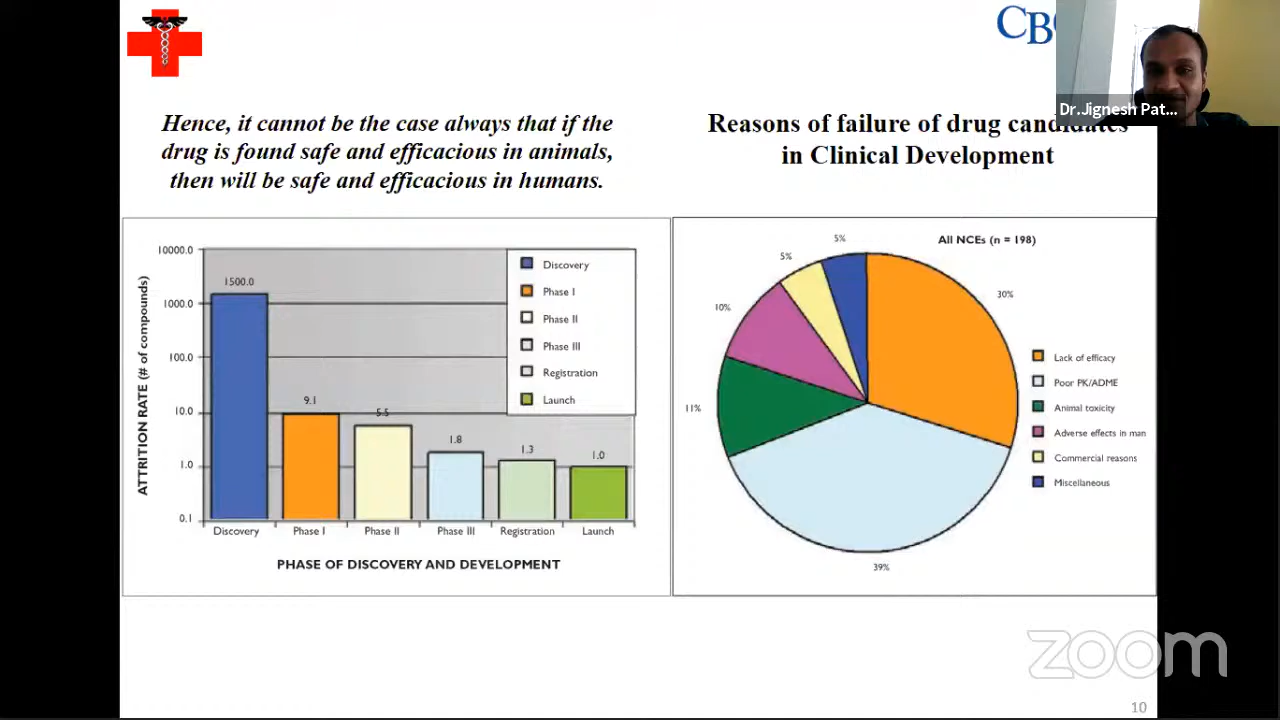 CB
Dr.Jignesh Pat...
Hence, it cannot be the case always that if the
drug is found safe and efficacious in animals,
then will be safe and efficacious in humans.
Reasons of failure of drug candidates
in Clinical Development
ATTRITION RATE (# of compounds)
10000.0
1000.0
100.0
10.0
1.0
0.1
1500.0
9.1
5.5
1.8
1.3
1.0
Discovery
Phase I
Phase II
Phase III
Registration
Launch
Discovery
Phase I
Phase II
Phase III
Registration
Launch
PHASE OF DISCOVERY AND DEVELOPMENT
All NCEs (n = 198)
5%
5%
10%
11%
39%
30%
Lack of efficacy
Poor PK/ADME
Animal toxicity
Adverse effects in man
Commercial reasons
Miscellaneous
zoom
10